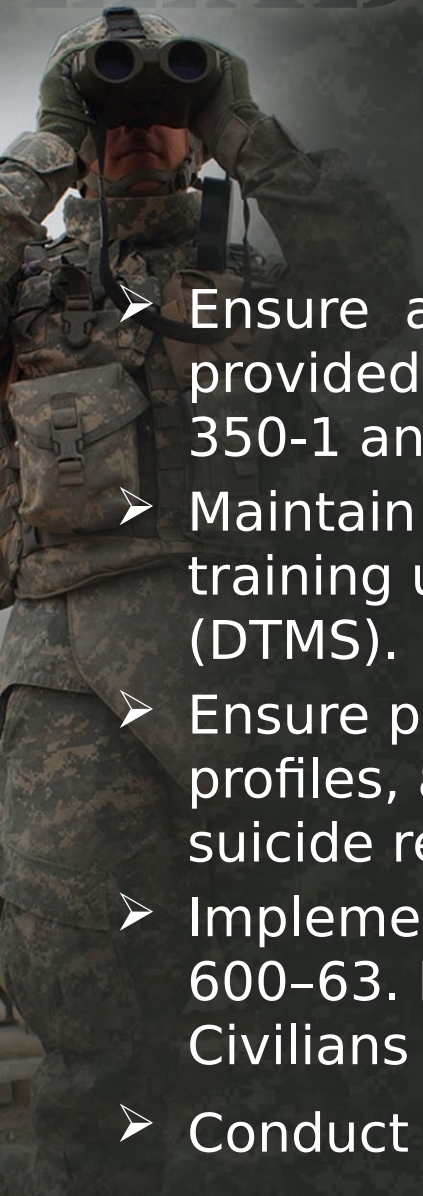 ➢ Ensure a
provided
350-1 an
➢ Maintain
training u
(DTMS).
➢ Ensure p
profiles, a
suicide re
➢ Impleme
600–63.
Civilians
➢ Conduct